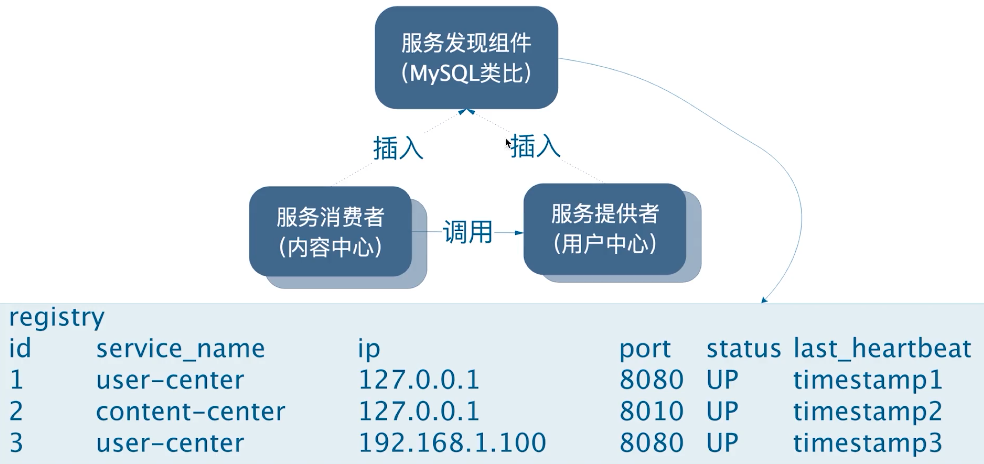 服务发现组件
（MySQL类比）
插入
插入
服务消费者
（内容中心）
调用
服务提供者
（用户中心）
registry
id service_name ip port status last_heartbeat
1 user-center 127.0.0.1 8080 UP timestamp1
2 content-center 127.0.0.1 8010 UP timestamp2
3 user-center 192.168.1.100 8080 UP timestamp3